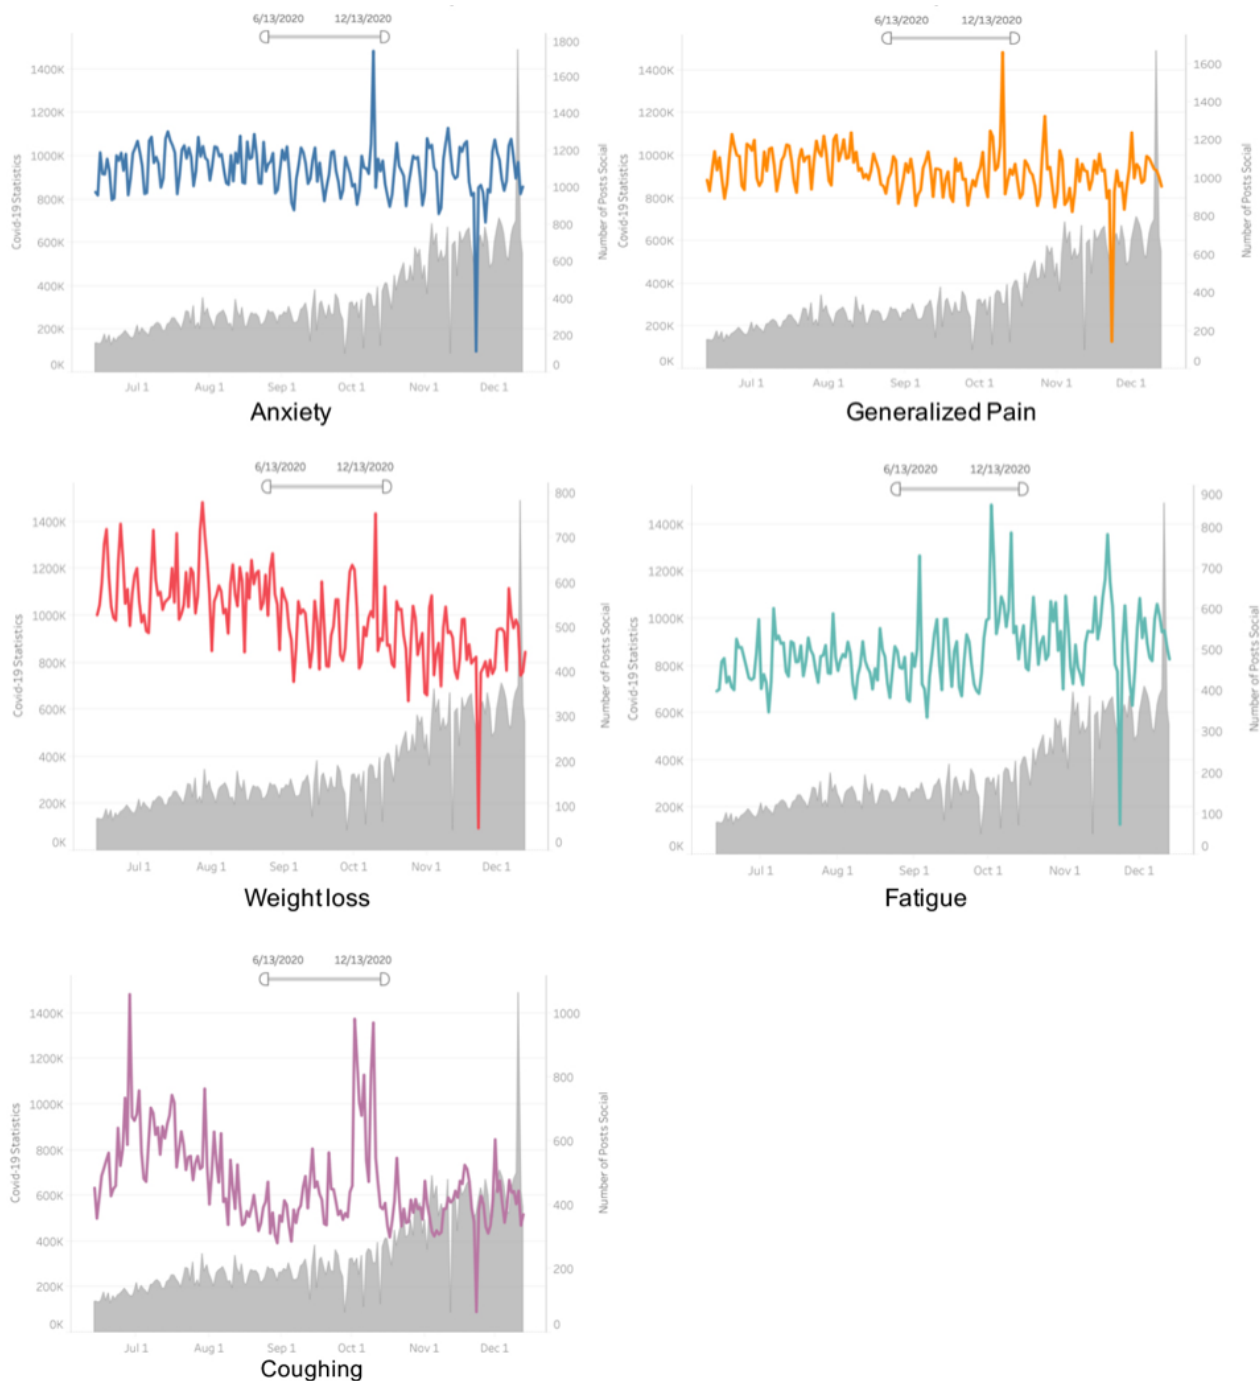 6/13/2020 12/13/2020
1400K
1200K
1000K
800K
600K
400K
200K
0K
Covid-19 Statistics
1800
1600
1400
1200
1000
800
600
400
200
0
Number of Posts Social
Jul 1 Aug 1 Sep 1 Oct 1 Nov 1 Dec 1
Anxiety
6/13/2020 12/13/2020
1400K
1200K
1000K
800K
600K
400K
200K
0K
Covid-19 Statistics
1600
1400
1200
1000
800
600
400
200
0
Number of Posts Social
Jul 1 Aug 1 Sep 1 Oct 1 Nov 1 Dec 1
Generalized Pain
6/13/2020 12/13/2020
1400K
1200K
1000K
800K
600K
400K
200K
0K
Covid-19 Statistics
800
700
600
500
400
300
200
100
0
Number of Posts Social
Jul 1 Aug 1 Sep 1 Oct 1 Nov 1 Dec 1
Weight loss
6/13/2020 12/13/2020
1400K
1200K
1000K
800K
600K
400K
200K
0K
Covid-19 Statistics
900
800
700
600
500
400
300
200
100
0
Number of Posts Social
Jul 1 Aug 1 Sep 1 Oct 1 Nov 1 Dec 1
Fatigue
6/13/2020 12/13/2020
1400K
1200K
1000K
800K
600K
400K
200K
0K
Covid-19 Statistics
1000
800
600
400
200
0
Number of Posts Social
Jul 1 Aug 1 Sep 1 Oct 1 Nov 1 Dec 1
Coughing